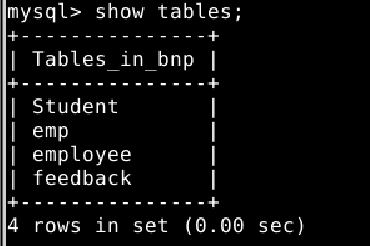 mysql> show tables;
+---------------+
| Tables_in_bnp |
+---------------+
| Student       |
| emp           |
| employee      |
| feedback      |
+---------------+
4 rows in set (0.00 sec)